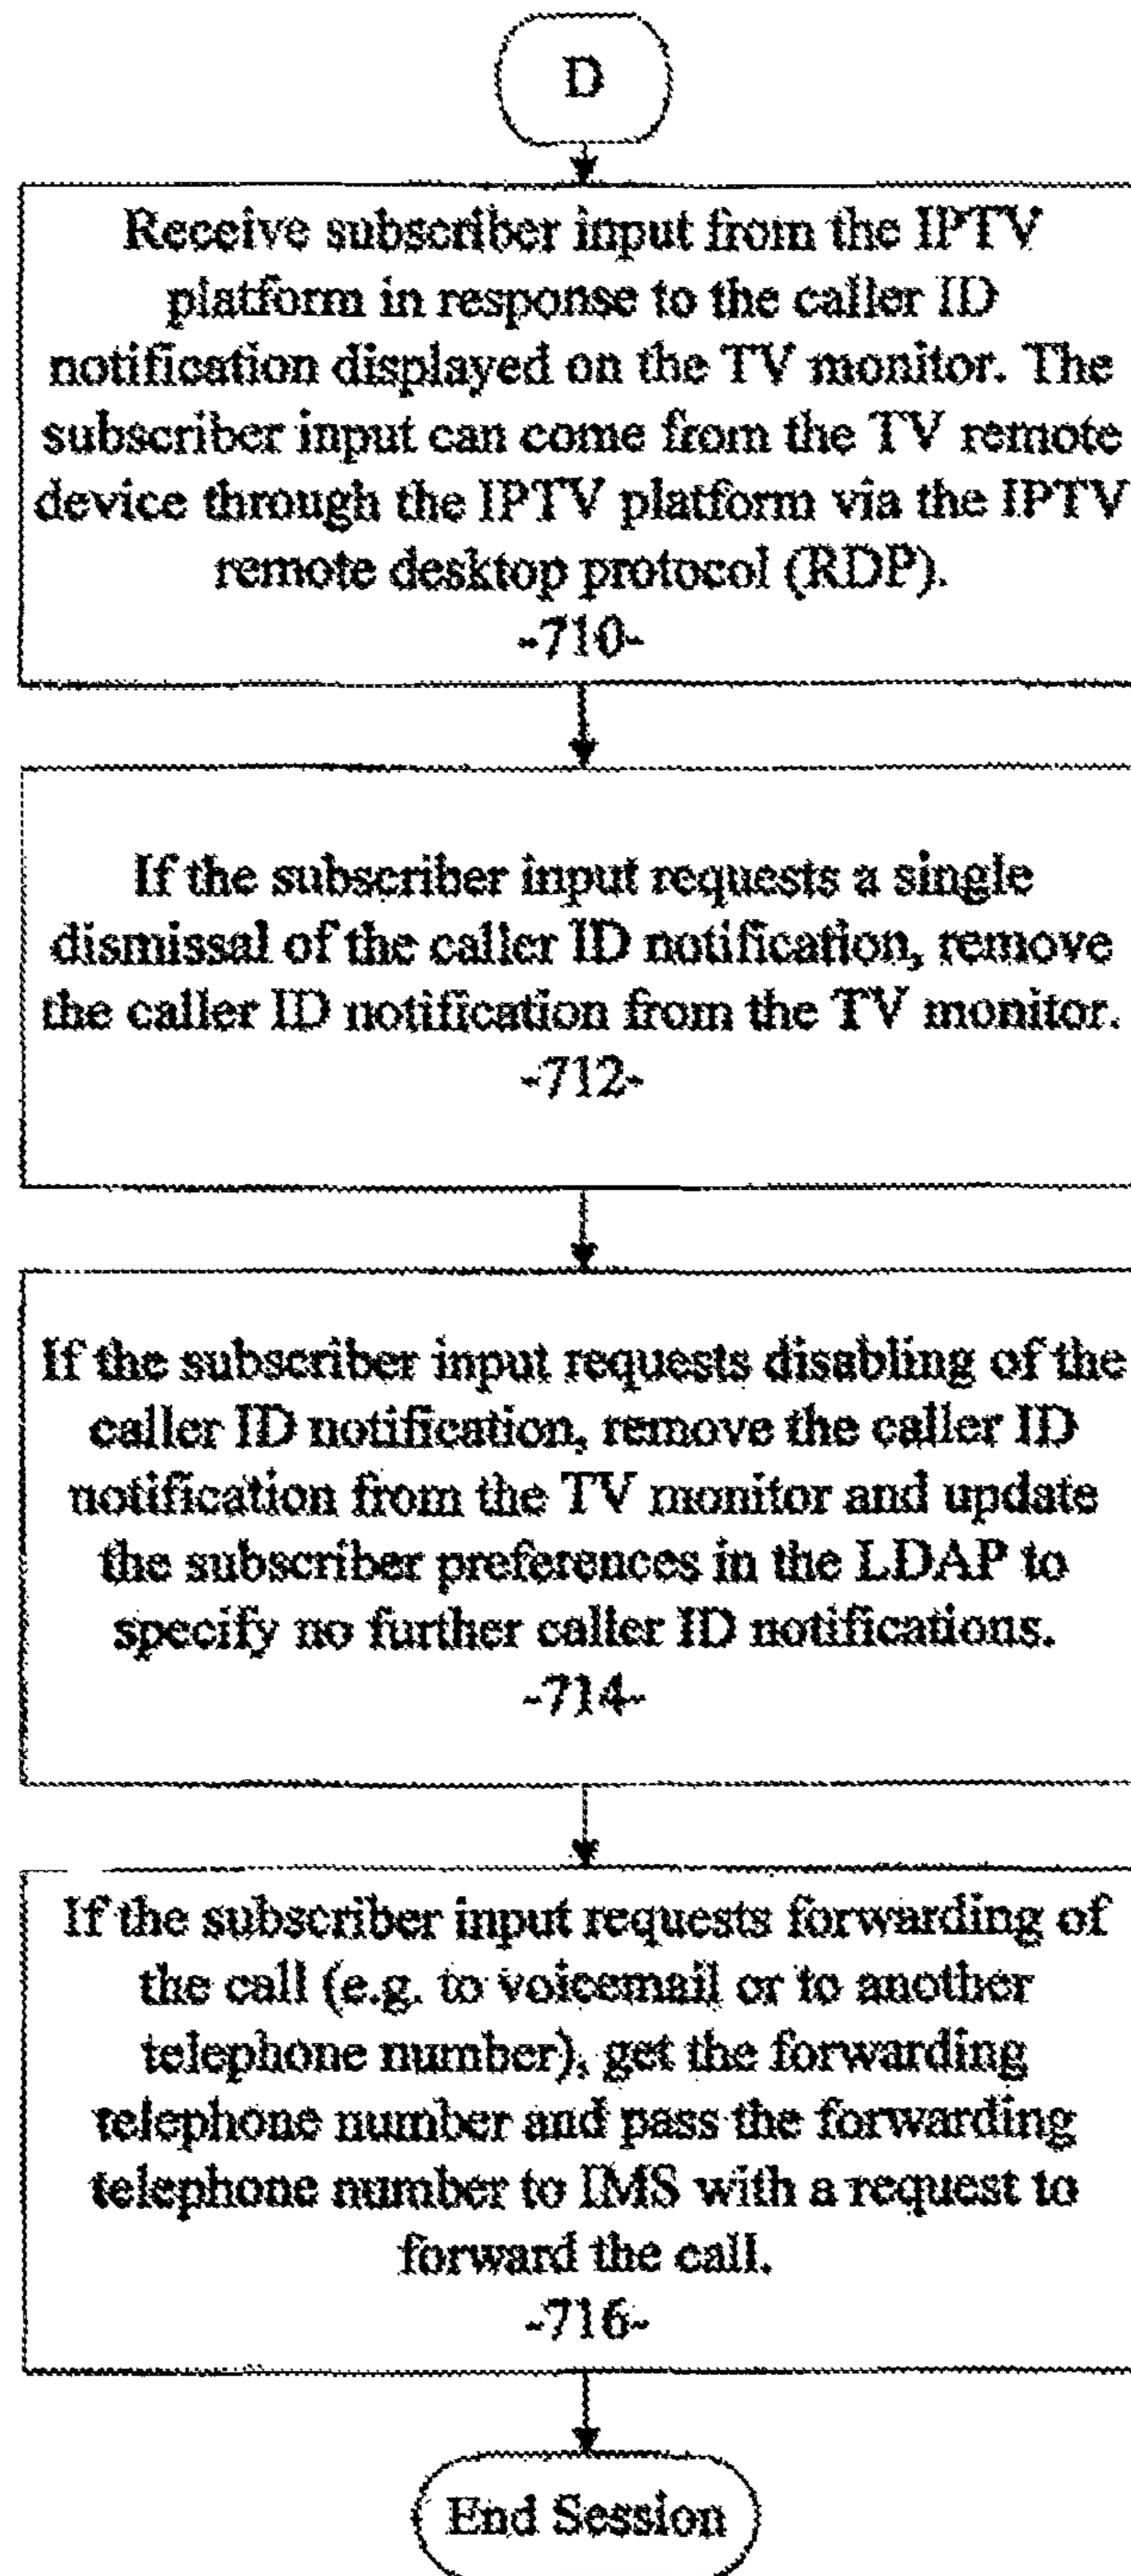 D
Receive subscriber input from the IPTV
platform in response to the caller ID
notification displayed on the TV monitor. The
subscriber input can come from the TV remote
device through the IPTV platform via the IPTV
remote desktop protocol (RDP).
-710-
If the subscriber input requests a single
dismissal of the caller ID notification, remove
the caller ID notification from the TV monitor.
-712-
If the subscriber input requests disabling of the
caller ID notification, remove the caller ID
notification from the TV monitor and update
the subscriber preferences in the LDAP to
specify no further caller ID notifications.
-714-
If the subscriber input requests forwarding of
the call (e.g. to voicemail or to another
telephone number), get the forwarding
telephone number and pass the forwarding
telephone number to IMS with a request to
forward the call.
-716-
End Session